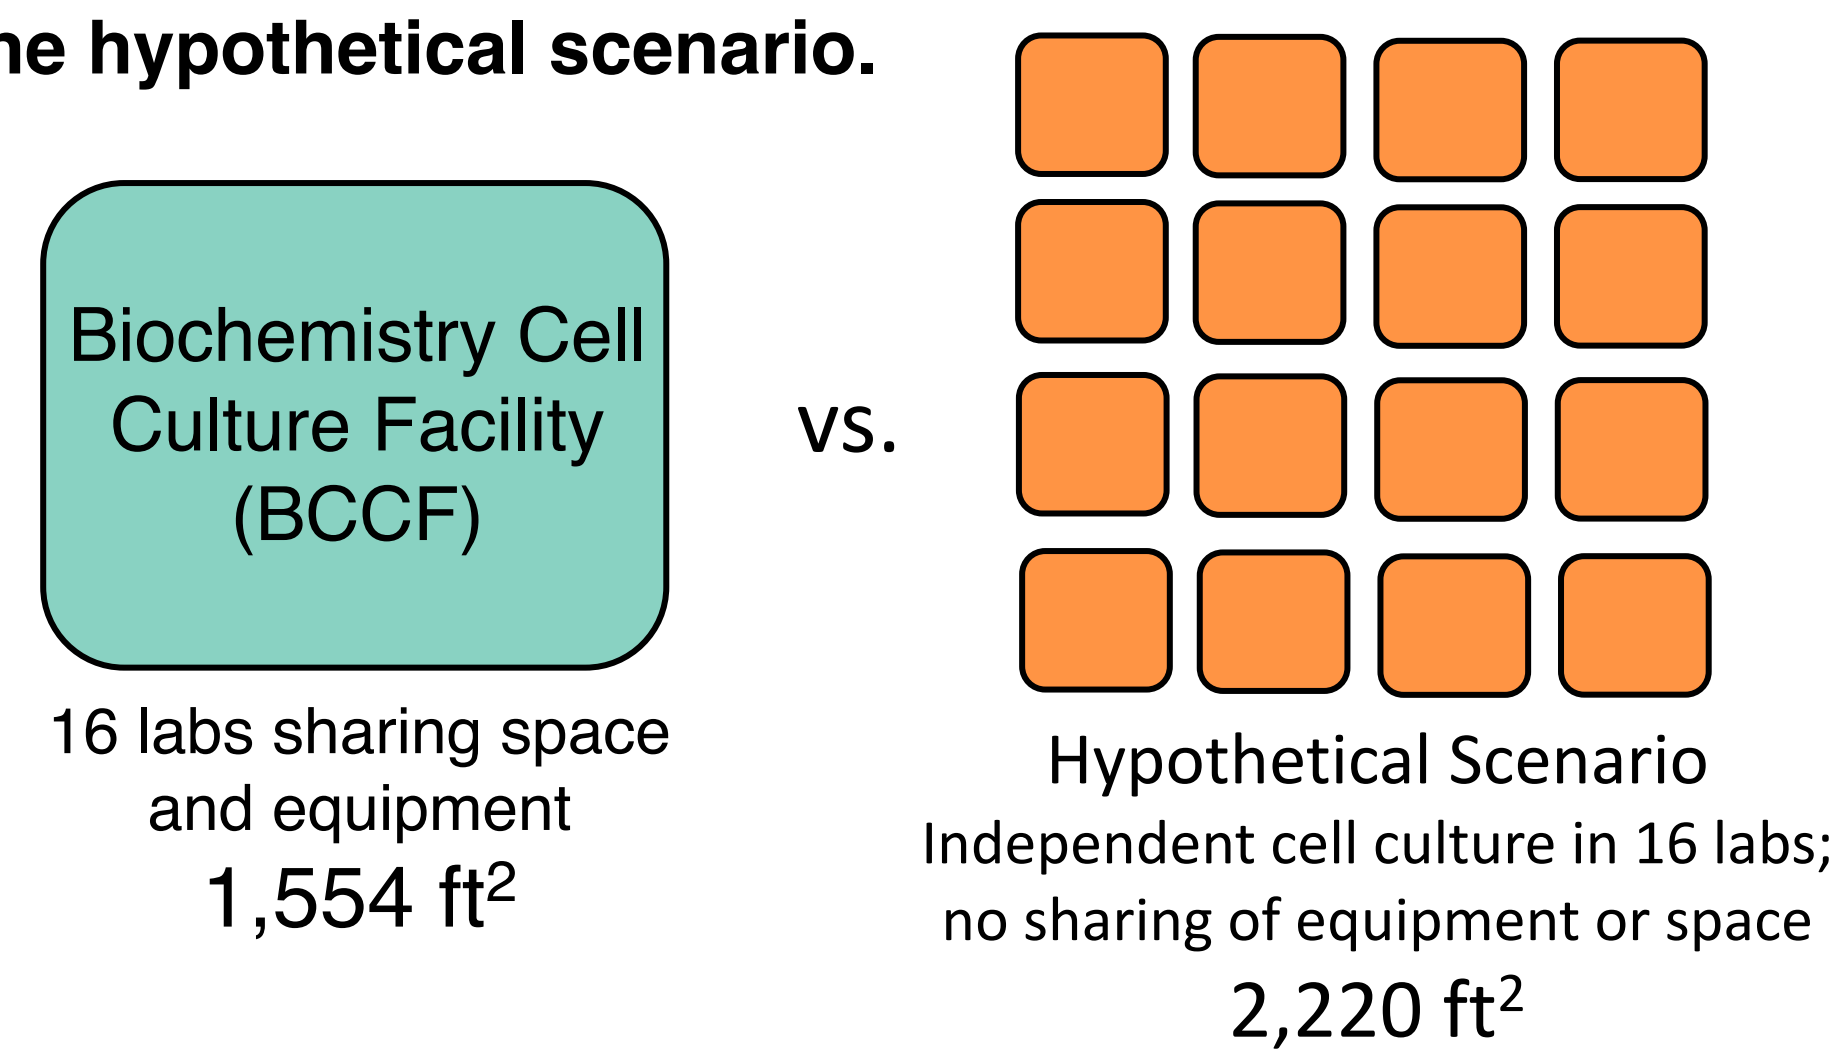 hypothetical scenario.
Biochemistry Cell
Culture Facility
(BCCF)
16 labs sharing space
and equipment
1,554 ft²
vs.
Hypothetical Scenario
Independent cell culture in 16 labs;
no sharing of equipment or space
2,220 ft²